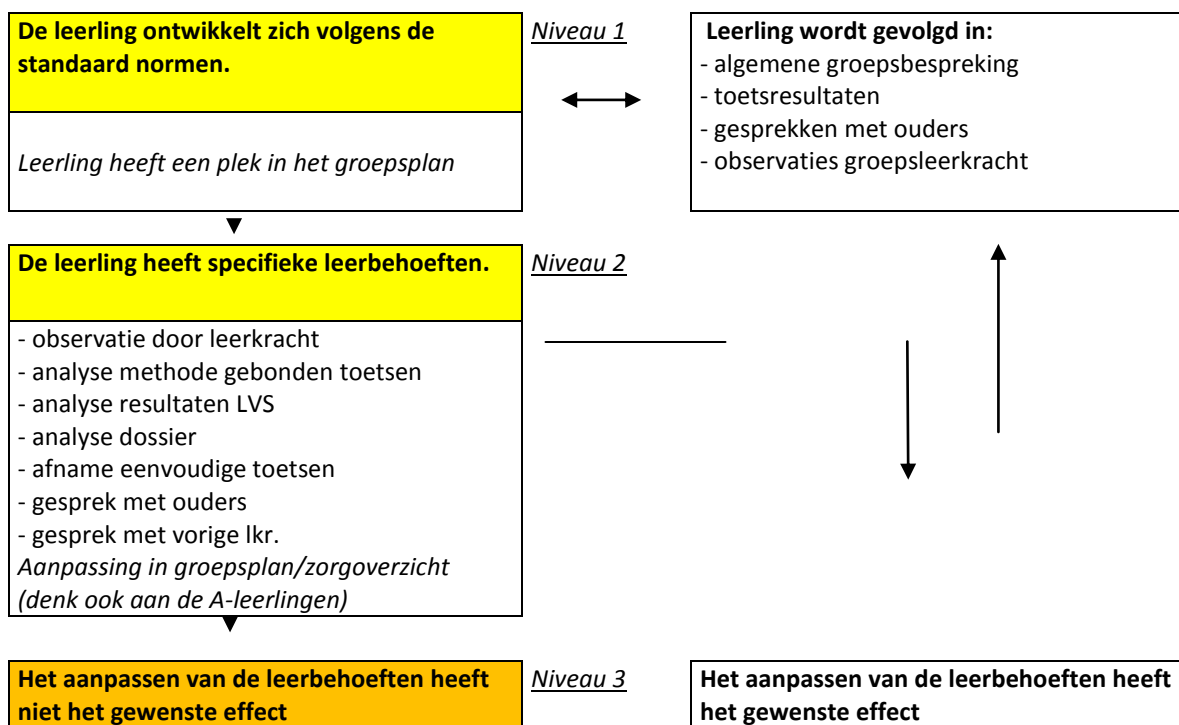 De leerling ontwikkelt zich volgens de
standaard normen.
Leerling heeft een plek in het groepsplan
Niveau 1
Leerling wordt gevolgd in:
- algemene groepsbespreking
- toetsresultaten
- gesprekken met ouders
- observaties groepsleerkracht
De leerling heeft specifieke leerbehoeften.
Niveau 2
- observatie door leerkracht
- analyse methode gebonden toetsen
- analyse resultaten LVS
- analyse dossier
- afname eenvoudige toetsen
- gesprek met ouders
- gesprek met vorige lkr.
Aanpassing in groepsplan/zorgoverzicht
(denk ook aan de A-leerlingen)
Het aanpassen van de leerbehoeften heeft
niet het gewenste effect
Niveau 3
Het aanpassen van de leerbehoeften heeft
het gewenste effect